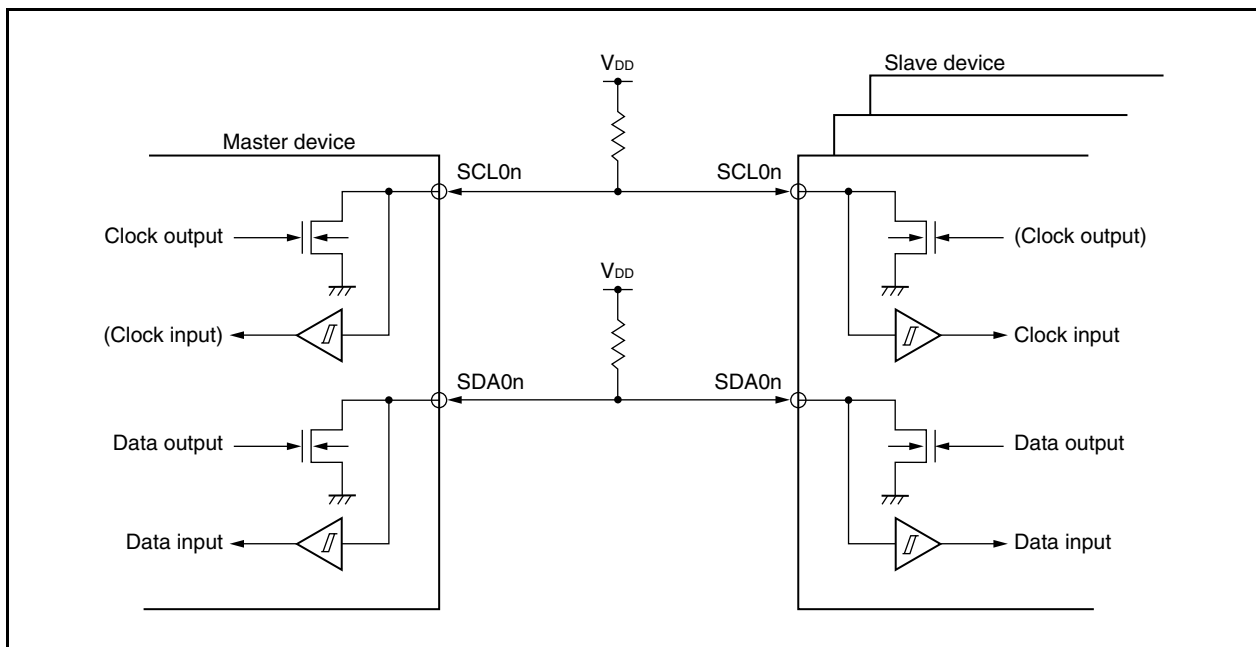 VDD
Slave device
Master device
SCL0n
SCL0n
Clock output
(Clock output)
VDD
(Clock input)
Clock input
SDA0n
SDA0n
Data output
Data output
Data input
Data input